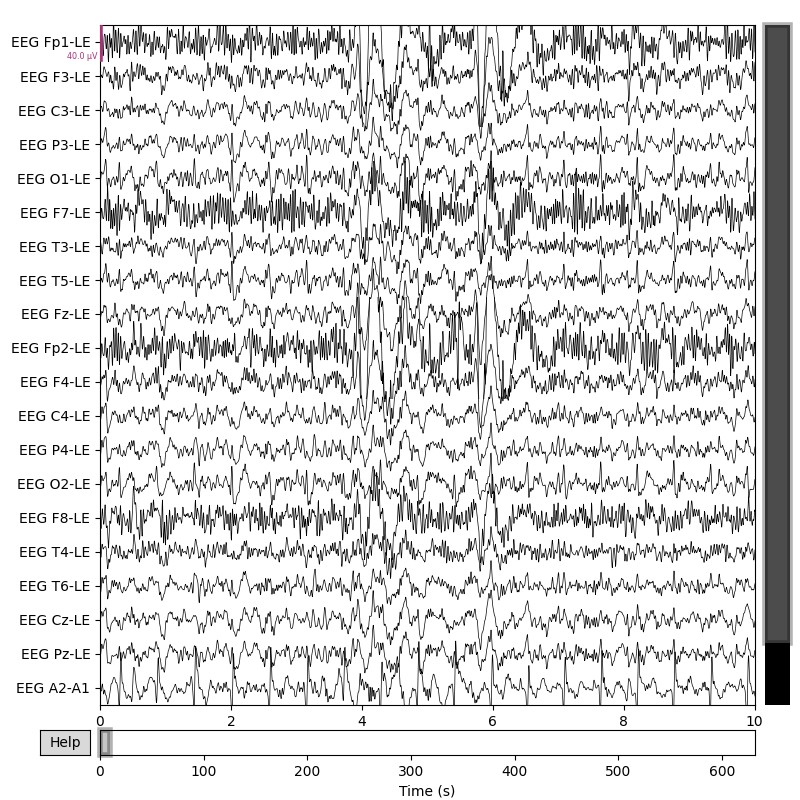 EEG Fp1-LE
40.0 µV
EEG F3-LE
EEG C3-LE
EEG P3-LE
EEG O1-LE
EEG F7-LE
EEG T3-LE
EEG T5-LE
EEG Fz-LE
EEG Fp2-LE
EEG F4-LE
EEG C4-LE
EEG P4-LE
EEG O2-LE
EEG F8-LE
EEG T4-LE
EEG T6-LE
EEG Cz-LE
EEG Pz-LE
EEG A2-A1
0 2 4 6 8 10
Help
0 100 200 300 400 500 600
Time (s)